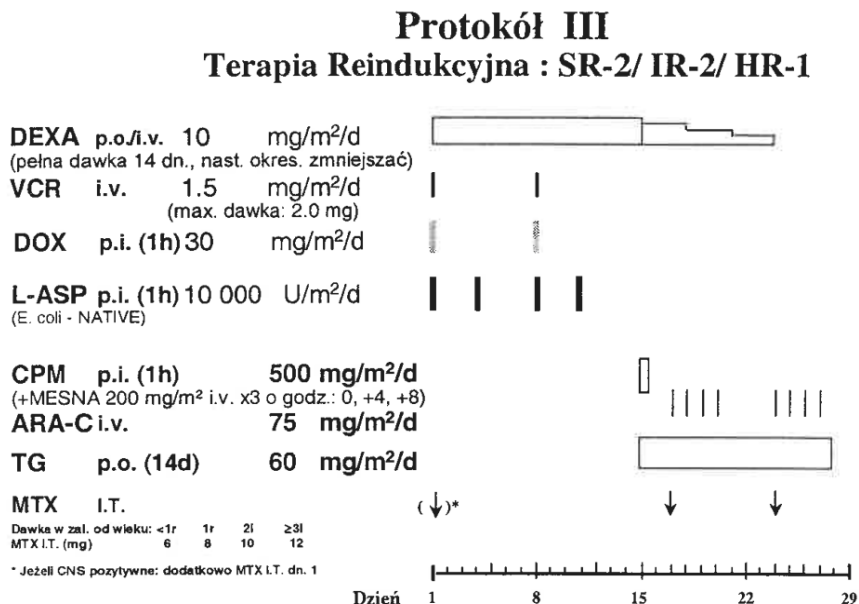 Protokół III
Terapia Reindukcyjna : SR-2/ IR-2/ HR-1
DEXA p.o./i.v. 10 mg/m²/d
(pełna dawka 14 dn., nast. okres. zmniejszać)
VCR i.v. 1.5 mg/m²/d
(max. dawka: 2.0 mg)
DOX p.i. (1h) 30 mg/m²/d
L-ASP p.i. (1h) 10 000 U/m²/d
(E. coli - NATIVE)
CPM p.i. (1h) 500 mg/m²/d
(+MESNA 200 mg/m² i.v. x3 o godz.: 0, +4, +8)
ARA-C i.v. 75 mg/m²/d
TG p.o. (14d) 60 mg/m²/d
MTX I.T. ( )*
Dawka w zal. od wieku: <1r 1r 2l ≥3l
MTX I.T. (mg) 6 8 10 12
* Jeżeli CNS pozytywne: dodatkowo MTX I.T. dn. 1
Dzień 1 8 15 22 29